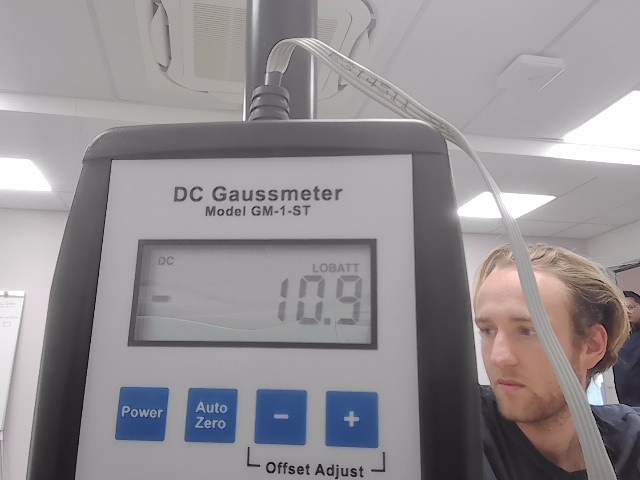 DC Gaussmeter
Model GM-1-ST
DC
LOBATT
- 10.9
Power
Auto
Zero
-
+
Offset Adjust